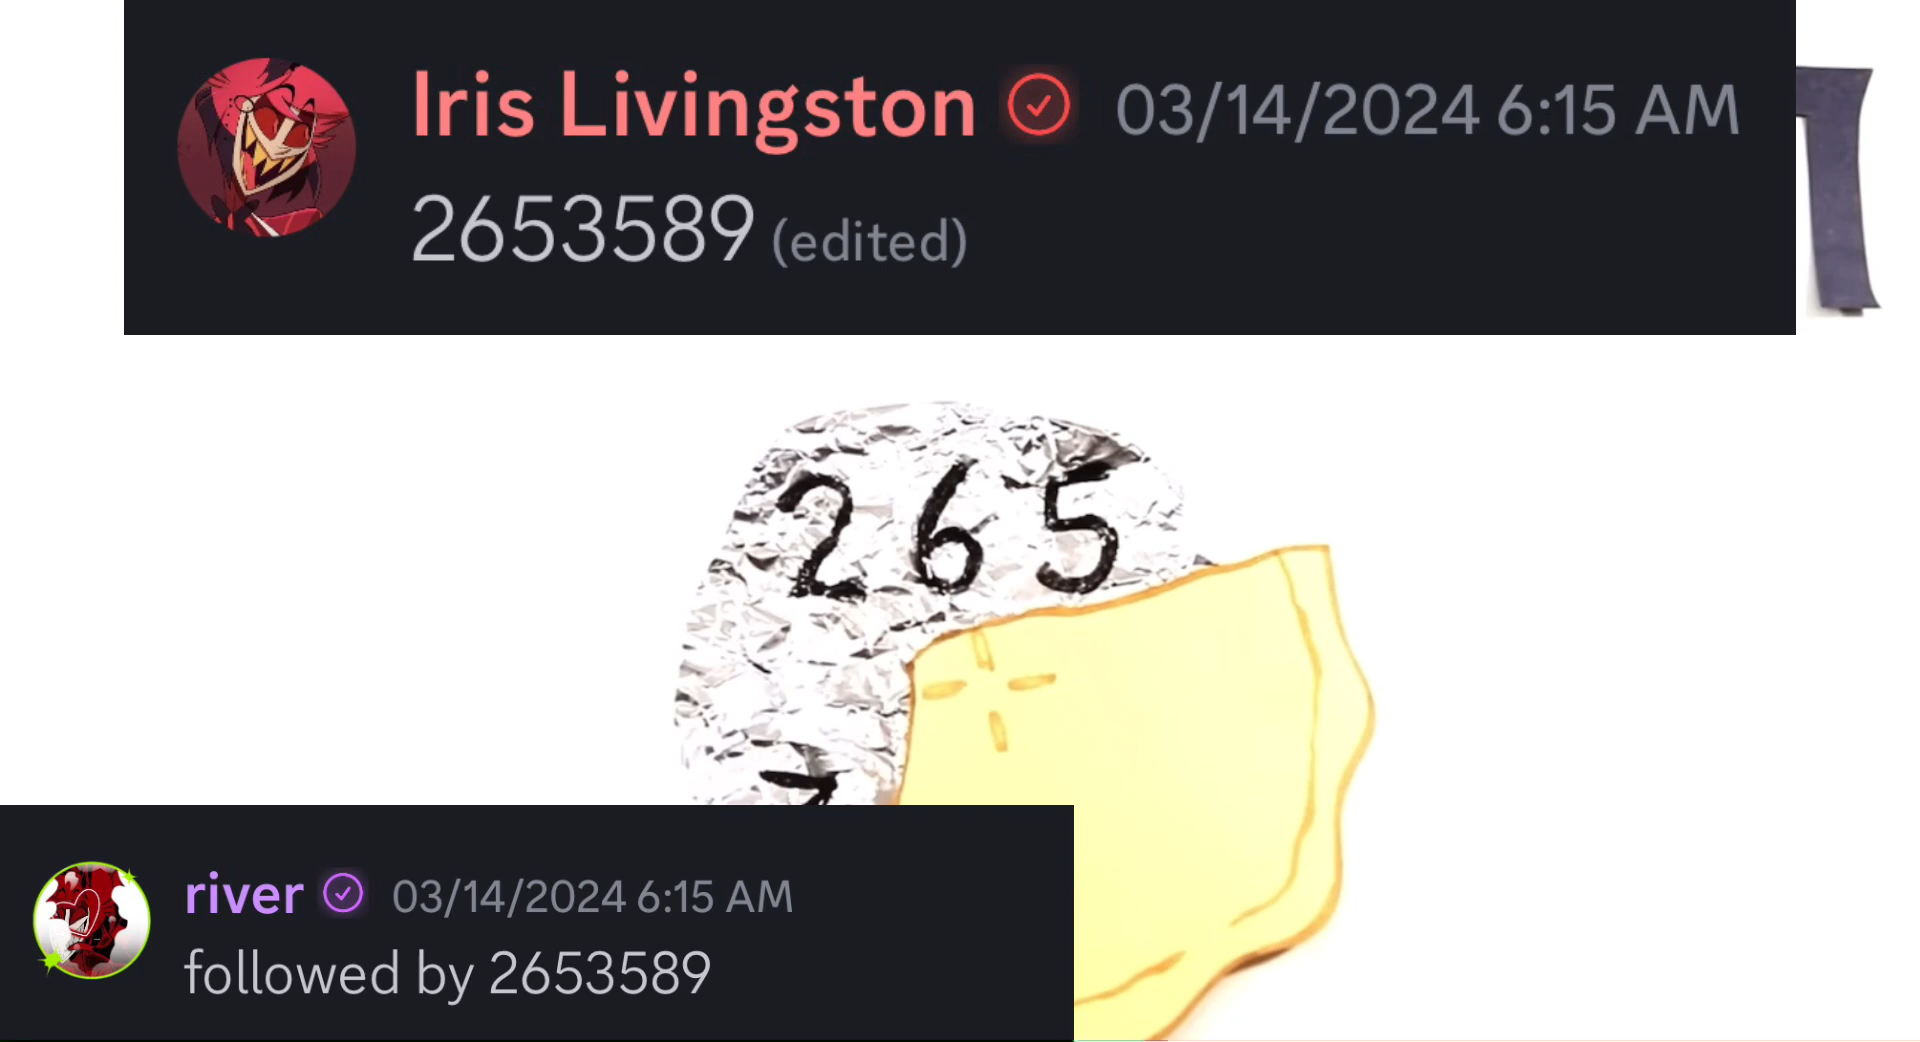 Iris Livingston 03/14/2024 6:15 AM
2653589 (edited)
265
river 03/14/2024 6:15 AM
followed by 2653589